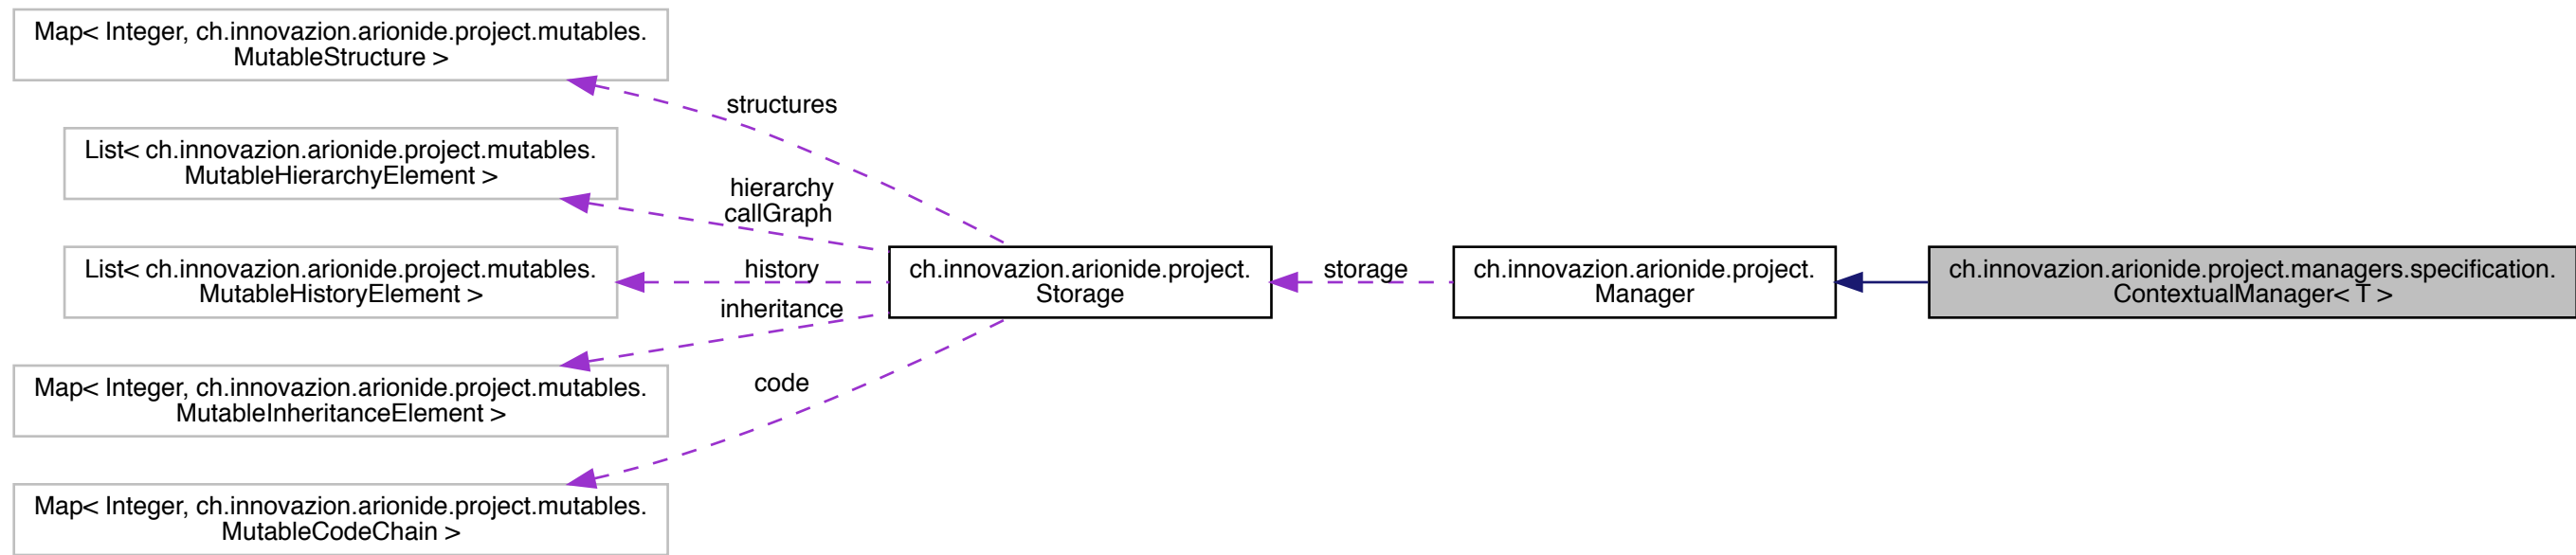 Map< Integer, ch.innovazion.arionide.project.mutables.
MutableStructure >
structures
List< ch.innovazion.arionide.project.mutables.
MutableHierarchyElement >
hierarchy
callGraph
List< ch.innovazion.arionide.project.mutables.
MutableHistoryElement >
history
ch.innovazion.arionide.project.
Storage
storage
ch.innovazion.arionide.project.
Manager
ch.innovazion.arionide.project.managers.specification.
ContextualManager< T >
inheritance
Map< Integer, ch.innovazion.arionide.project.mutables.
MutableInheritanceElement >
code
Map< Integer, ch.innovazion.arionide.project.mutables.
MutableCodeChain >